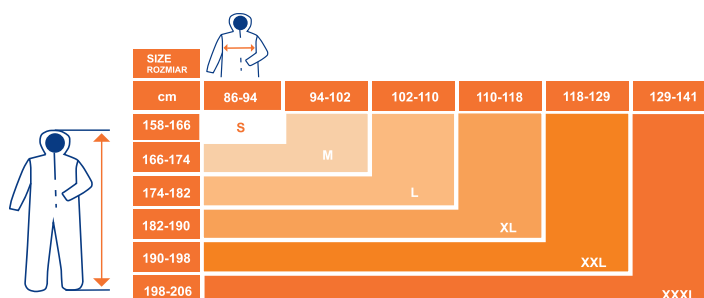 SIZE
ROZMIAR
cm 86-94 94-102 102-110 110-118 118-129 129-141
158-166 S
166-174 M
174-182 L
182-190 XL
190-198 XXL
198-206 XXXL